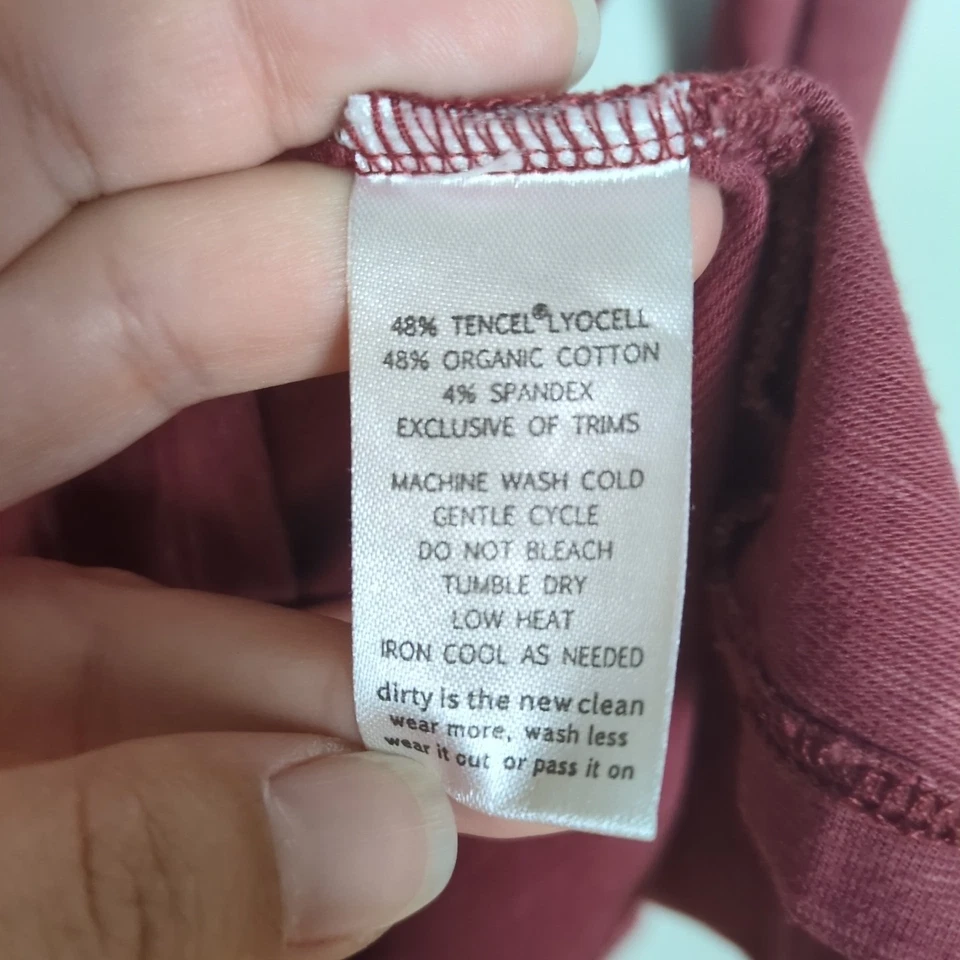 48% TENCEL®LYOCELL
48% ORGANIC COTTON
4% SPANDEX
EXCLUSIVE OF TRIMS
MACHINE WASH COLD
GENTLE CYCLE
DO NOT BLEACH
TUMBLE DRY
LOW HEAT
IRON COOL AS NEEDED
dirty is the new clean
wear more, wash less
wear it out or pass it on